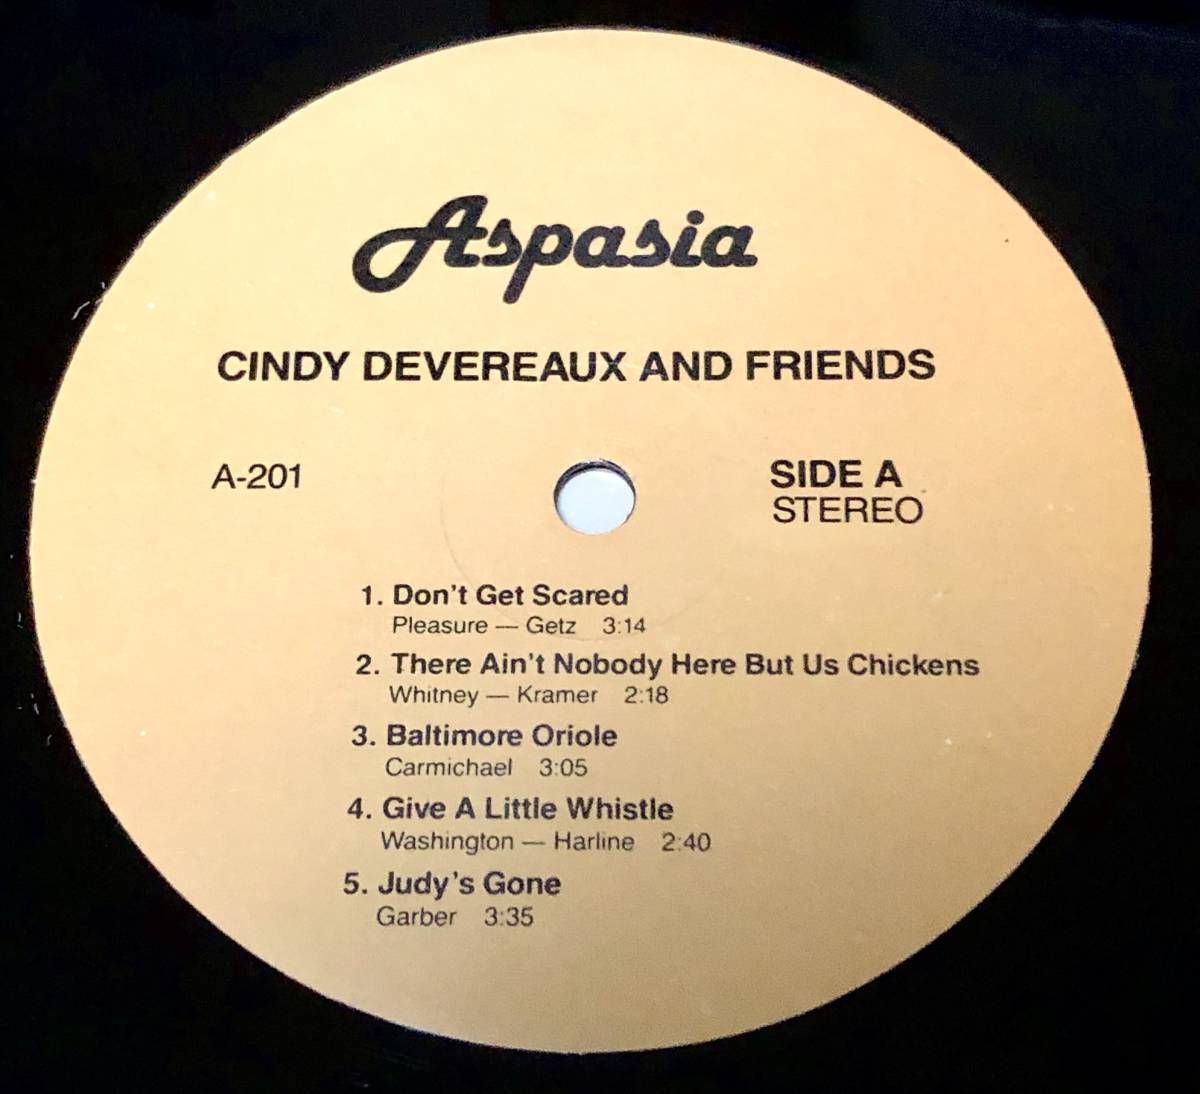 Aspasia
CINDY DEVEREAUX AND FRIENDS
A-201
SIDE A
STEREO
1. Don't Get Scared
Pleasure — Getz 3:14
2. There Ain't Nobody Here But Us Chickens
Whitney — Kramer 2:18
3. Baltimore Oriole
Carmichael 3:05
4. Give A Little Whistle
Washington — Harline 2:40
5. Judy's Gone
Garber 3:35